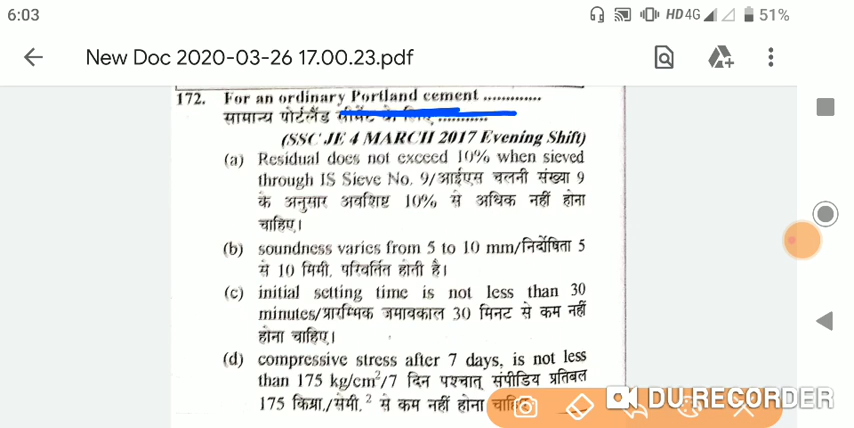 6:03 HD 4G 51%
New Doc 2020-03-26 17.00.23.pdf
172. For an ordinary Portland cement .............
सामान्य पोर्टलैंड सीमेंट के लिए ...........
(SSC JE 4 MARCH 2017 Evening Shift)
(a) Residual does not exceed 10% when sieved
through IS Sieve No. 9/आईएस चलनी संख्या 9
के अनुसार अवशिष्ट 10% से अधिक नहीं होना
चाहिए।
(b) soundness varies from 5 to 10 mm/निर्दोषिता 5
से 10 मिमी. परिवर्तित होती है।
(c) initial setting time is not less than 30
minutes/प्रारम्भिक जमावकाल 30 मिनट से कम नहीं
होना चाहिए।
(d) compressive stress after 7 days, is not less
than 175 kg/cm²/7 दिन पश्चात् संपीडिय प्रतिबल
175 किग्रा./सेमी.² से कम नहीं होना
DU RECORDER